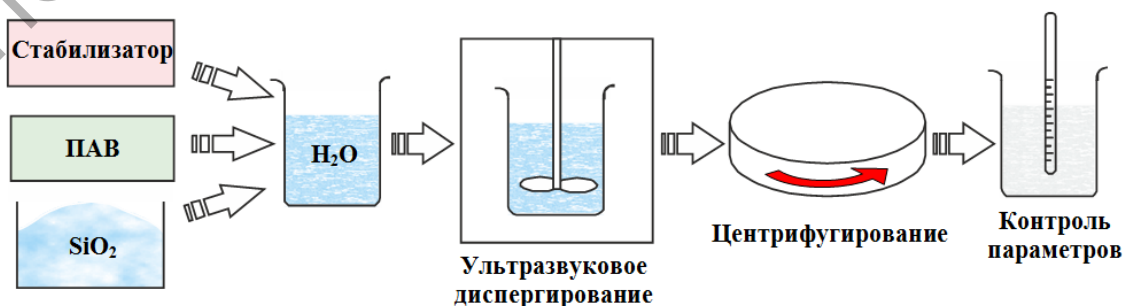 Стабилизатор
ПАВ
SiO₂
H₂O
Ультразвуковое
диспергирование
Центрифугирование
Контроль
параметров